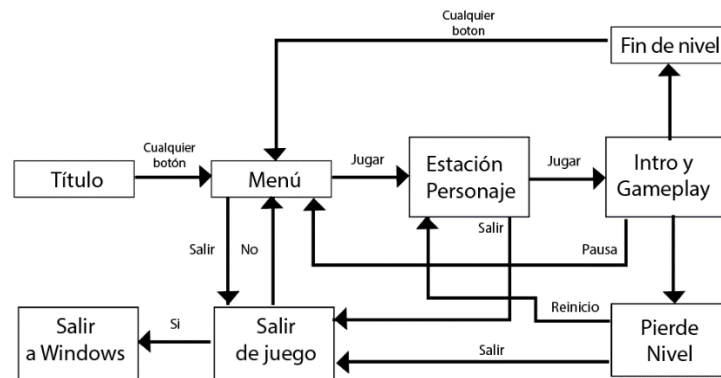 Cualquier
boton
Fin de nivel
Cualquier
botón
Título
Menú
Jugar
Estación
Personaje
Jugar
Intro y
Gameplay
Salir
No
Salir
Pausa
Salir
a Windows
Si
Salir
de juego
Reinicio
Salir
Pierde
Nivel